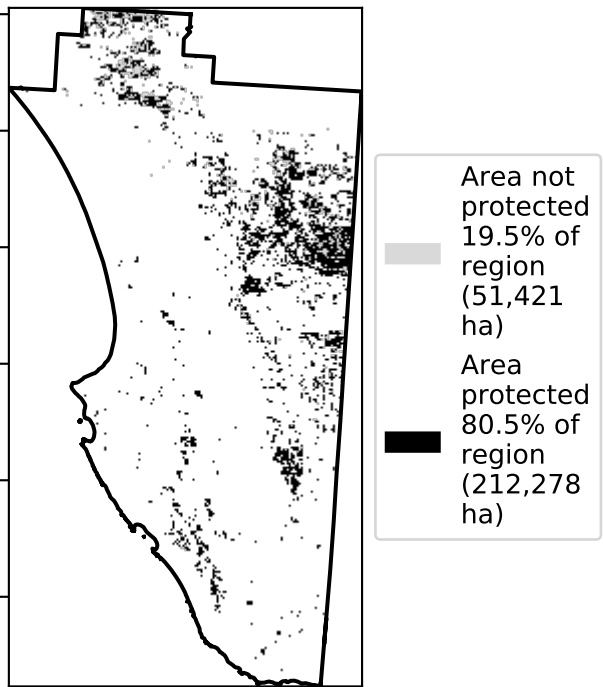 Area not
protected
19.5% of
region
(51,421
ha)
Area
protected
80.5% of
region
(212,278
ha)